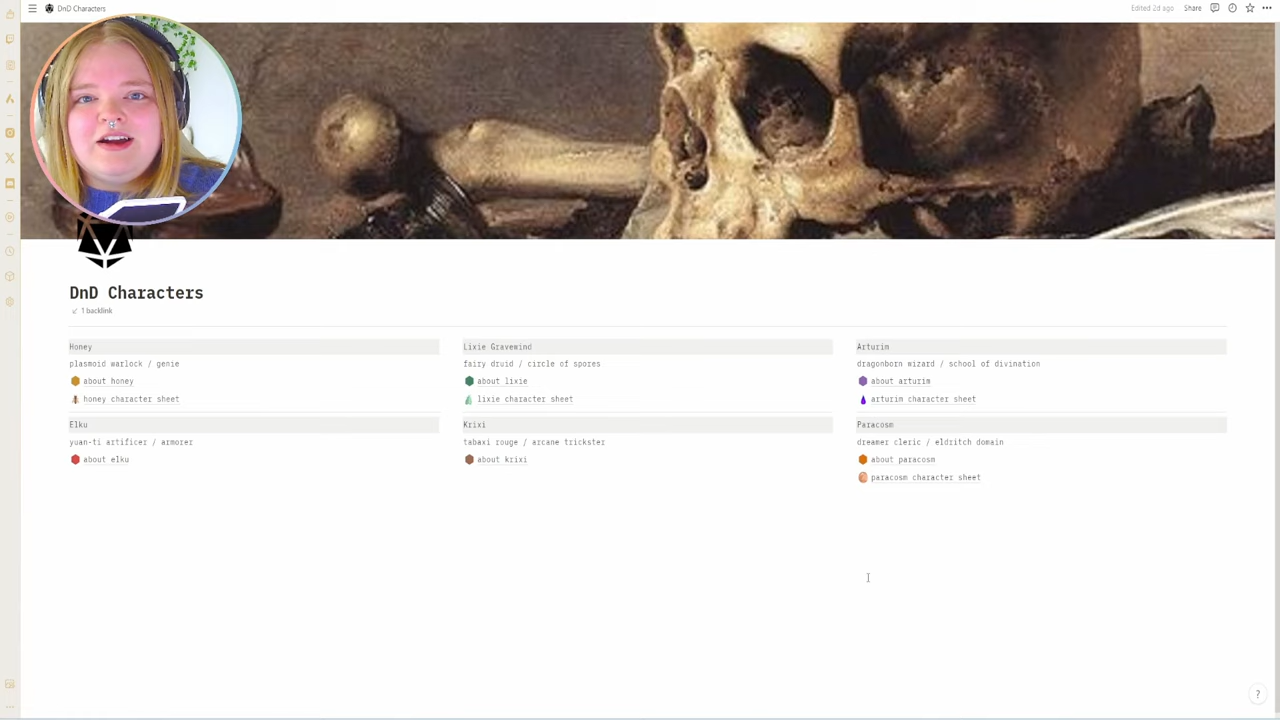 DnD Characters
Edited 2d ago
Share
DnD Characters
1 backlink
Honey
plasmoid warlock / genie
about honey
honey character sheet
Lixie Gravewind
fairy druid / circle of spores
about lixie
lixie character sheet
Arturim
dragonborn wizard / school of divination
about arturim
arturim character sheet
Elku
yuan-ti artificer / armorer
about elku
Krixi
tabaxi rouge / arcane trickster
about krixi
Paracosm
dreamer cleric / eldritch domain
about paracosm
paracosm character sheet
?